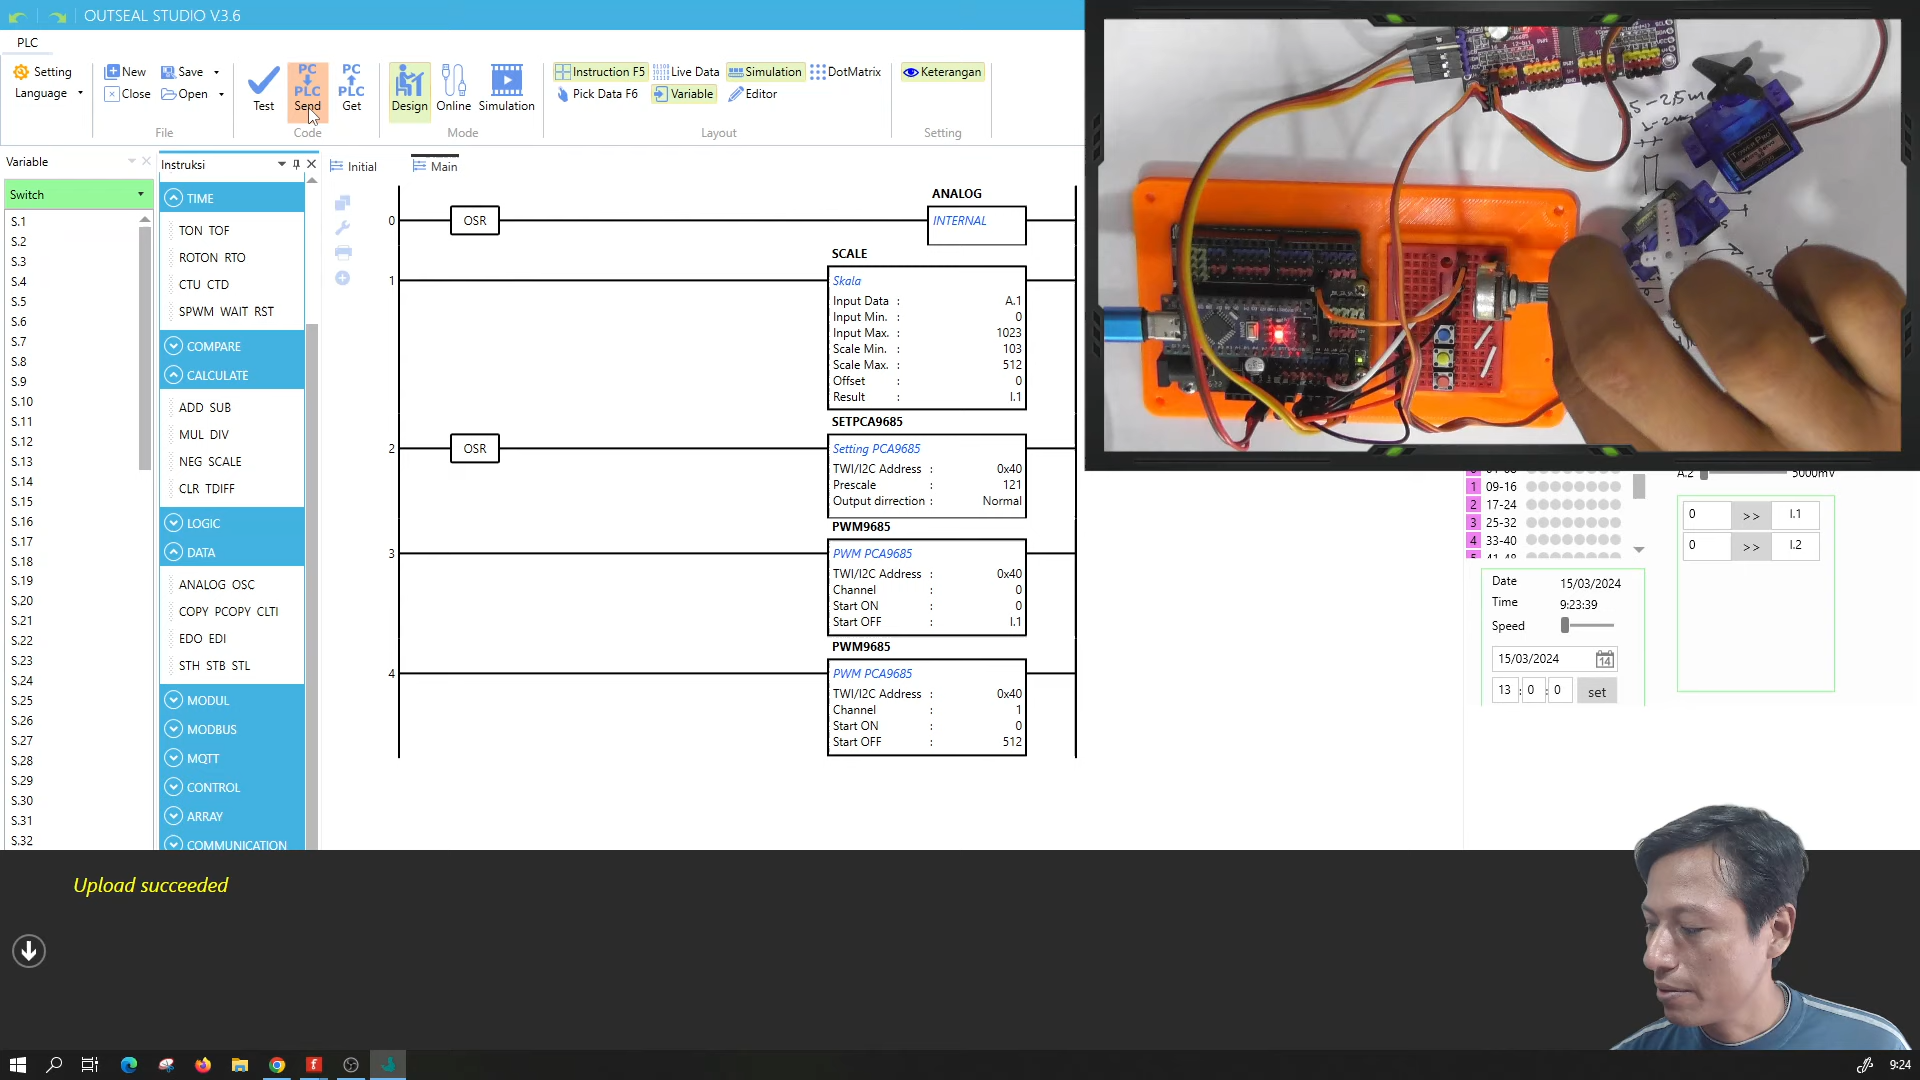 OUTSEAL STUDIO V.3.6
PLC
Setting
Language
New
Save
Close
Open
File
Test
PC
PLC
Send
PC
PLC
Get
Code
Design
Online
Simulation
Mode
Instruction F5
Live Data
Simulation
DotMatrix
Pick Data F6
Variable
Editor
Layout
Keterangan
Setting
Variable
Switch
S.1
S.2
S.3
S.4
S.5
S.6
S.7
S.8
S.9
S.10
S.11
S.12
S.13
S.14
S.15
S.16
S.17
S.18
S.19
S.20
S.21
S.22
S.23
S.24
S.25
S.26
S.27
S.28
S.29
S.30
S.31
S.32
Instruksi
TIME
TON TOF
ROTON RTO
CTU CTD
SPWM WAIT RST
COMPARE
CALCULATE
ADD SUB
MUL DIV
NEG SCALE
CLR TDIFF
LOGIC
DATA
ANALOG OSC
COPY PCOPY CLTI
EDO EDI
STH STB STL
MODUL
MODBUS
MQTT
CONTROL
ARRAY
COMMUNICATION
Initial
Main
0
OSR
ANALOG
INTERNAL
1
SCALE
Skala
Input Data : A.1
Input Min. : 0
Input Max. : 1023
Scale Min. : 103
Scale Max. : 512
Offset : 0
Result : I.1
2
OSR
SETPCA9685
Setting PCA9685
TWI/I2C Address : 0x40
Prescale : 121
Output dirrection : Normal
3
PWM9685
PWM PCA9685
TWI/I2C Address : 0x40
Channel : 0
Start ON : 0
Start OFF : I.1
4
PWM9685
PWM PCA9685
TWI/I2C Address : 0x40
Channel : 1
Start ON : 0
Start OFF : 512
1 09-16
2 17-24
3 25-32
4 33-40
A.2 5000mV
0 >> I.1
0 >> I.2
Date 15/03/2024
Time 9:23:39
Speed
15/03/2024
14
13 : 0 : 0 set
Upload succeeded
9:24